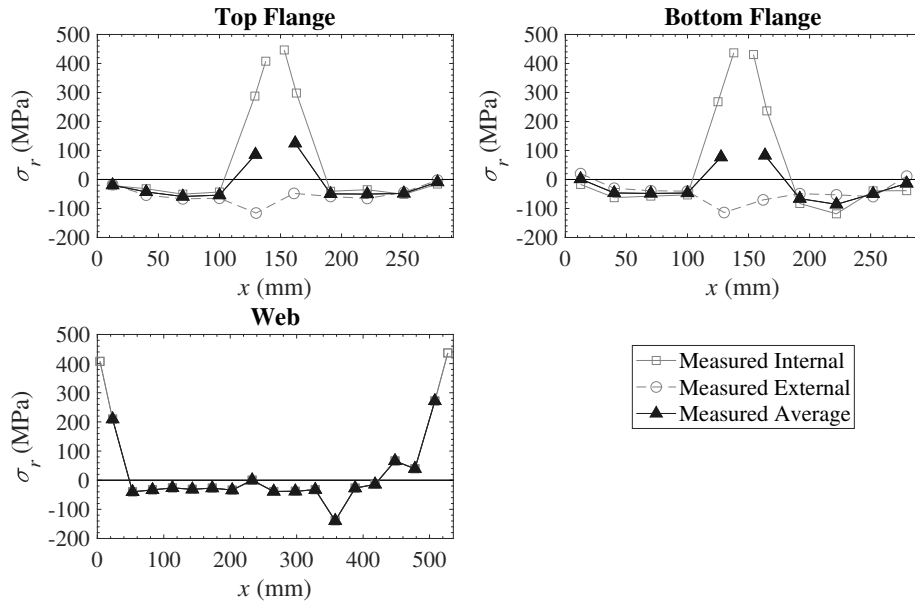 Top Flange
500
400
300
200
100
0
-100
-200
σr (MPa)
0 50 100 150 200 250
x (mm)
Bottom Flange
500
400
300
200
100
0
-100
-200
σr (MPa)
0 50 100 150 200 250
x (mm)
Web
500
400
300
200
100
0
-100
-200
σr (MPa)
0 100 200 300 400 500
x (mm)
Measured Internal
Measured External
Measured Average